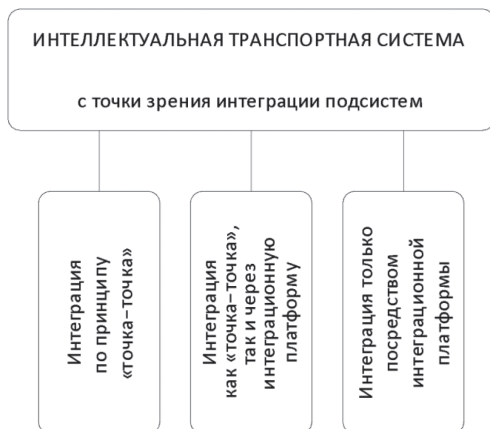 ИНТЕЛЛЕКТУАЛЬНАЯ ТРАНСПОРТНАЯ СИСТЕМА
с точки зрения интеграции подсистем
Интеграция
по принципу
«точка–точка»
Интеграция
как «точка–точка»,
так и через
интеграционную
платформу
Интеграция только
посредством
интеграционной
платформы